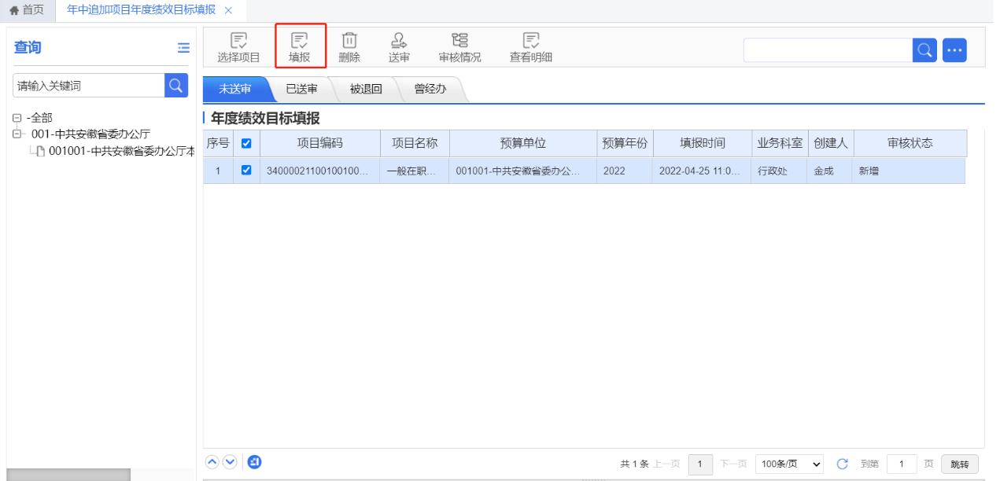 首页 年中追加项目年度绩效目标填报
查询
请输入关键词
-全部
001-中共安徽省委办公厅
001001-中共安徽省委办公厅本
选择项目 填报 删除 送审 审核情况 查看明细
未送审 已送审 被退回 曾经办
年度绩效目标填报
序号 项目编码 项目名称 预算单位 预算年份 填报时间 业务科室 创建人 审核状态
1 34000021100100100... 一般在职... 001001-中共安徽省委办公... 2022 2022-04-25 11:0... 行政处 金成 新增
共 1 条 上一页 1 下一页 100条/页 到第 1 页 跳转